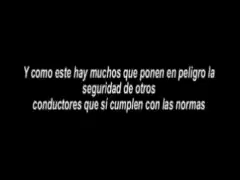 Y como este hay muchos que ponen en peligro la
seguridad de otros
conductores que sí cumplen con las normas